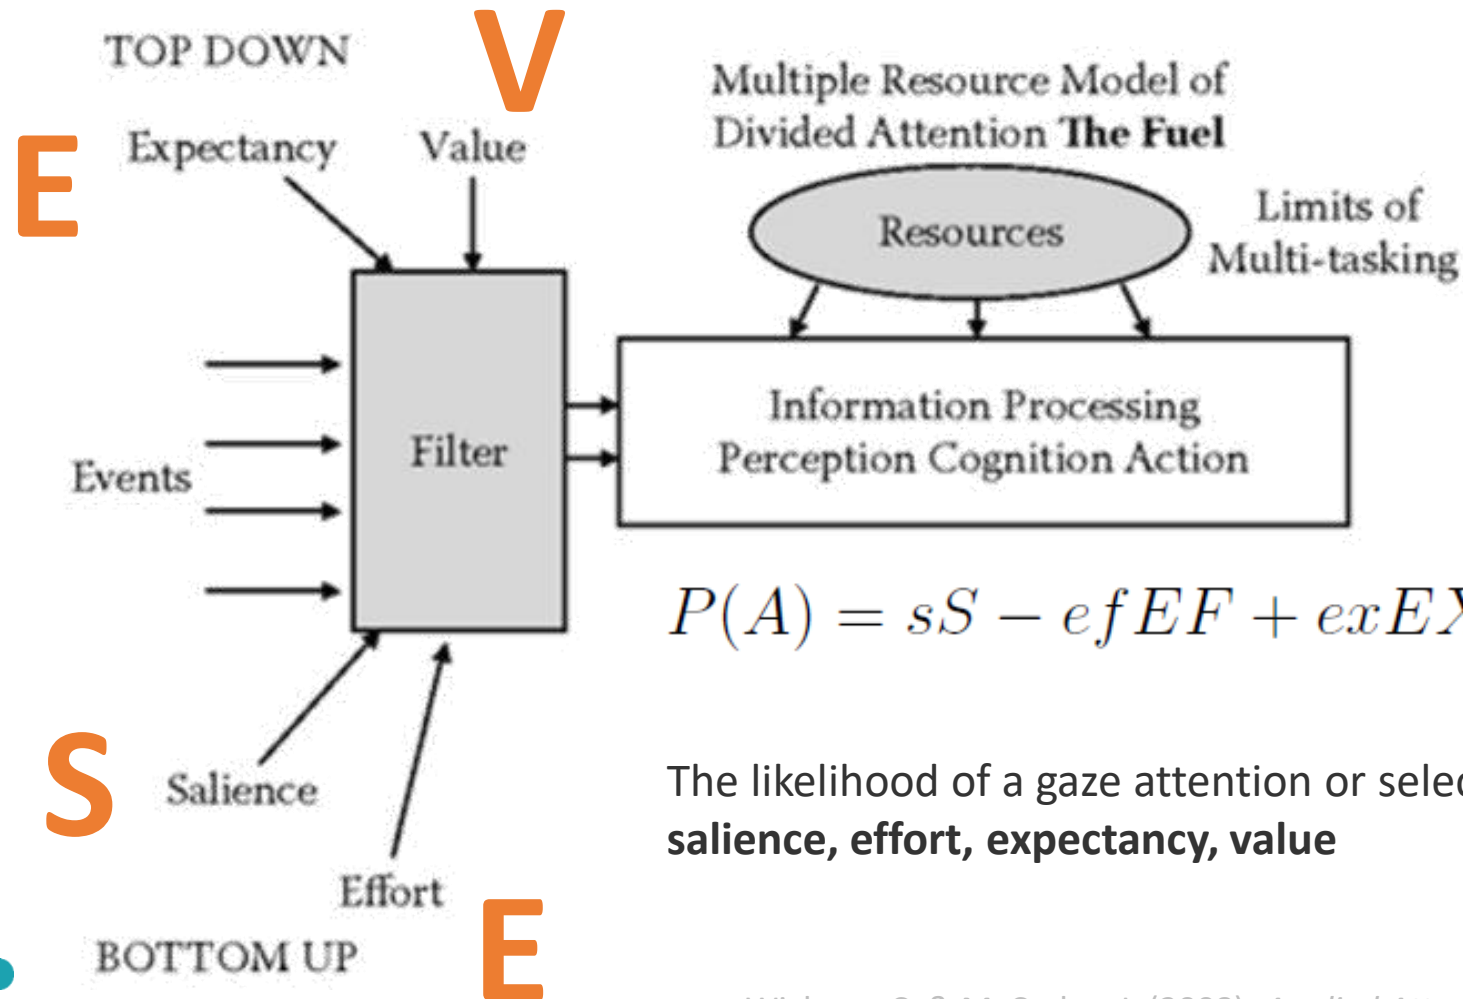 TOP DOWN
V
E
Expectancy
Value
Multiple Resource Model of
Divided Attention The Fuel
Resources
Limits of
Multi-tasking
Events
Filter
Information Processing
Perception Cognition Action
P(A) = sS − efEF + exEX
S
Salience
The likelihood of a gaze attention or
salience, effort, expectancy, value
Effort
E
BOTTOM UP